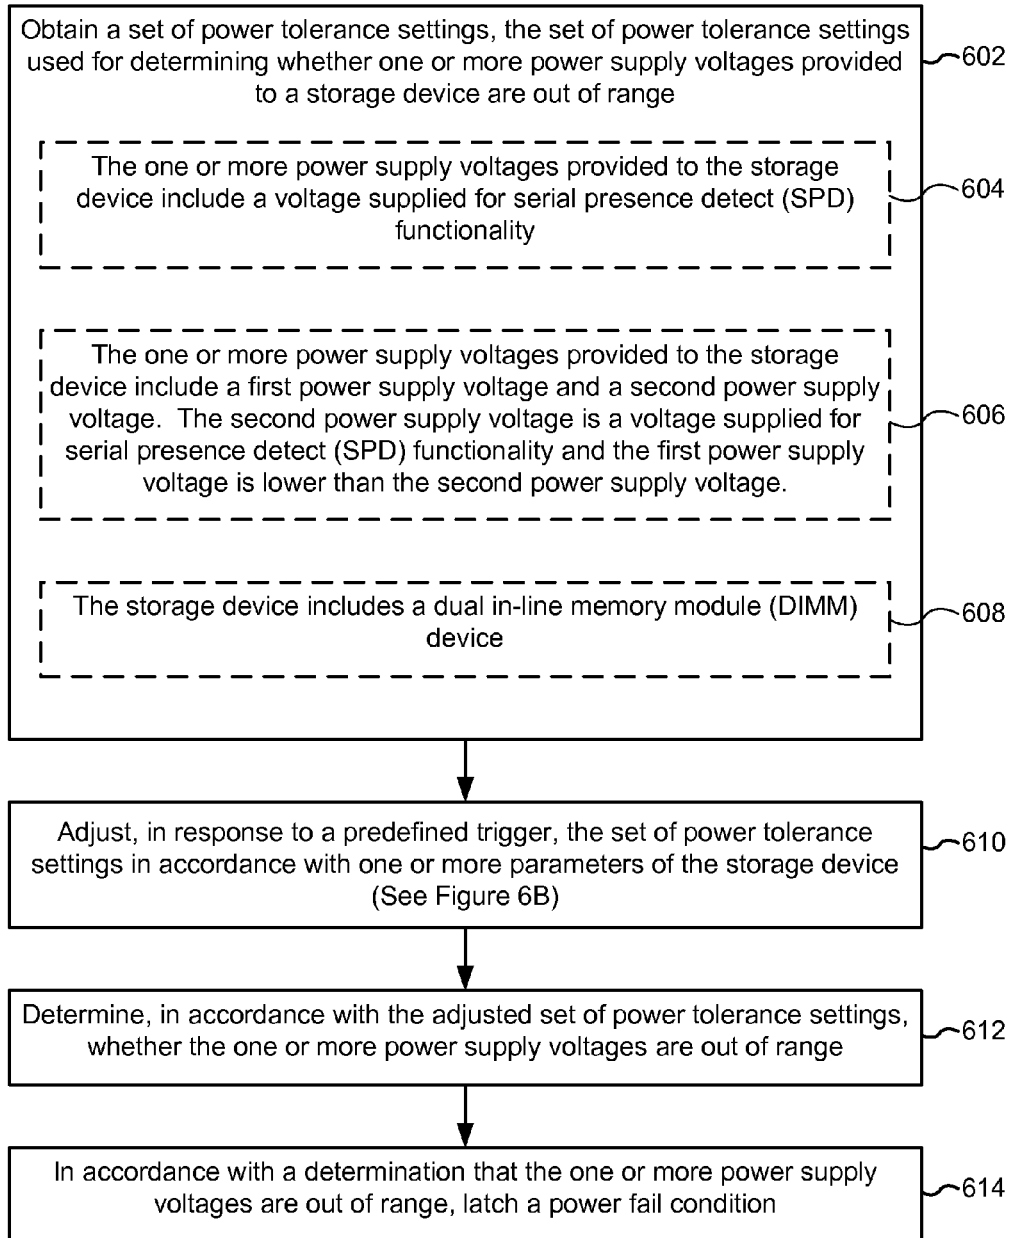 Obtain a set of power tolerance settings, the set of power tolerance settings
used for determining whether one or more power supply voltages provided
to a storage device are out of range
602
The one or more power supply voltages provided to the storage
device include a voltage supplied for serial presence detect (SPD)
functionality
604
The one or more power supply voltages provided to the storage
device include a first power supply voltage and a second power supply
voltage.  The second power supply voltage is a voltage supplied for
serial presence detect (SPD) functionality and the first power supply
voltage is lower than the second power supply voltage.
606
The storage device includes a dual in-line memory module (DIMM)
device
608
Adjust, in response to a predefined trigger, the set of power tolerance
settings in accordance with one or more parameters of the storage device
(See Figure 6B)
610
Determine, in accordance with the adjusted set of power tolerance settings,
whether the one or more power supply voltages are out of range
612
In accordance with a determination that the one or more power supply
voltages are out of range, latch a power fail condition
614